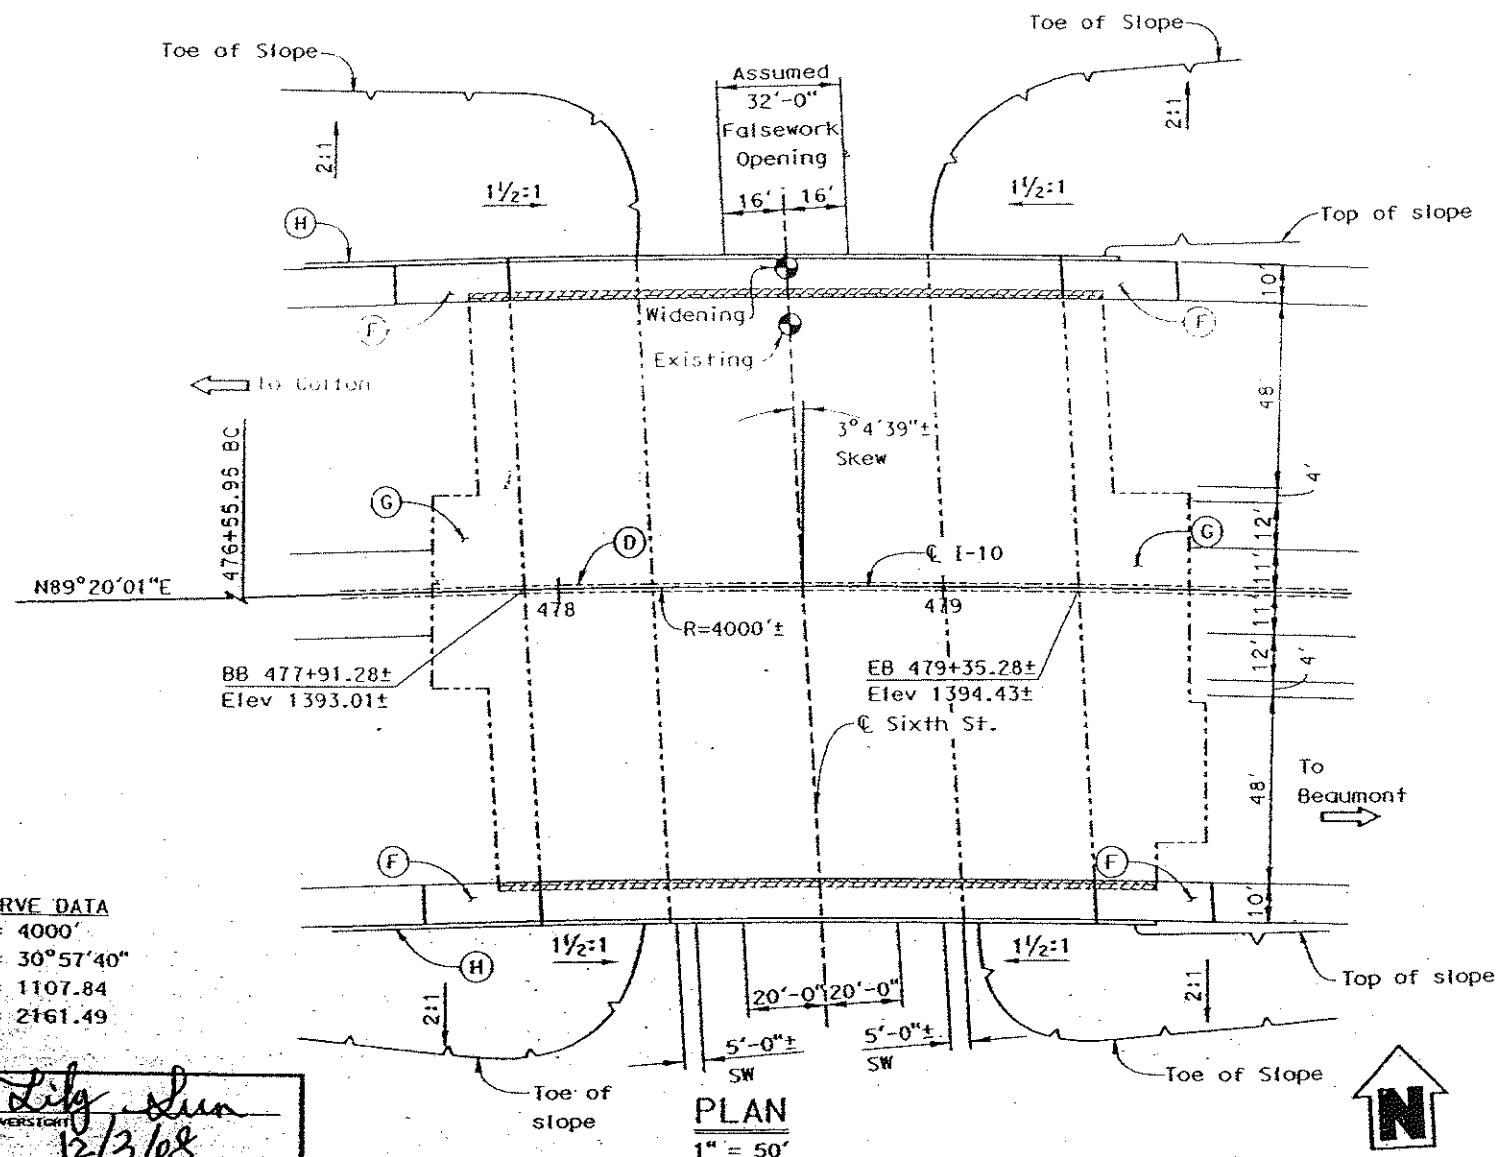 Toe of Slope
Toe of Slope
Assumed
32'-0"
Falsework
Opening
16' 16'
2:1
2:1
1½:1
1½:1
H
Top of slope
10'
F
Widening
F
Existing
To Colton
48'
3°4'39"±
Skew
476+55.95 BC
4'
G
12'
D
G
℄ I-10
11'
N89°20'01"E
478
479
R=4000'±
11'
BB 477+91.28±
Elev 1393.01±
EB 479+35.28±
Elev 1394.43±
12'
4'
℄ Sixth St.
To
Beaumont
48'
F
F
10'
RVE DATA
= 4000'
= 30°57'40"
= 1107.84
= 2161.49
1½:1
1½:1
H
Top of slope
2:1
20'-0" 20'-0"
2:1
5'-0"±
SW
5'-0"±
SW
Toe of
slope
Toe of Slope
PLAN
1" = 50'
N
Lily Sun
VERSIGHT
12/3/08